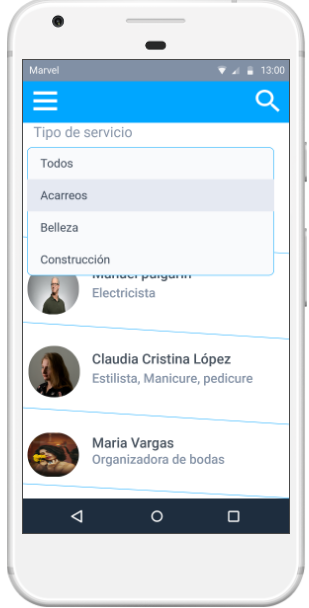 Marvel
13:00
Tipo de servicio
Todos
Acarreos
Belleza
Construcción
Manuel pulgarin
Electricista
Claudia Cristina López
Estilista, Manicure, pedicure
Maria Vargas
Organizadora de bodas